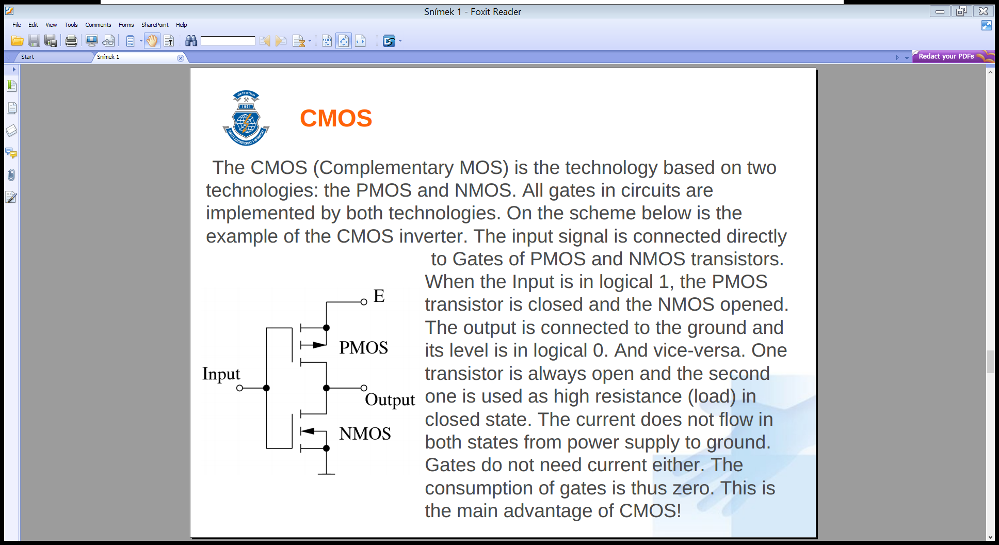 Snímek 1 - Foxit Reader
File Edit View Tools Comments Forms SharePoint Help
Start
Snímek 1
Redact your PDFs
VŠB-TU OSTRAVA
1991
FAKULTA ELEKTROTECHNIKY A INFORMATIKY
CMOS
The CMOS (Complementary MOS) is the technology based on two
technologies: the PMOS and NMOS. All gates in circuits are
implemented by both technologies. On the scheme below is the
example of the CMOS inverter. The input signal is connected directly
to Gates of PMOS and NMOS transistors.
When the Input is in logical 1, the PMOS
transistor is closed and the NMOS opened.
The output is connected to the ground and
its level is in logical 0. And vice-versa. One
transistor is always open and the second
one is used as high resistance (load) in
closed state. The current does not flow in
both states from power supply to ground.
Gates do not need current either. The
consumption of gates is thus zero. This is
the main advantage of CMOS!
E
PMOS
Input
Output
NMOS